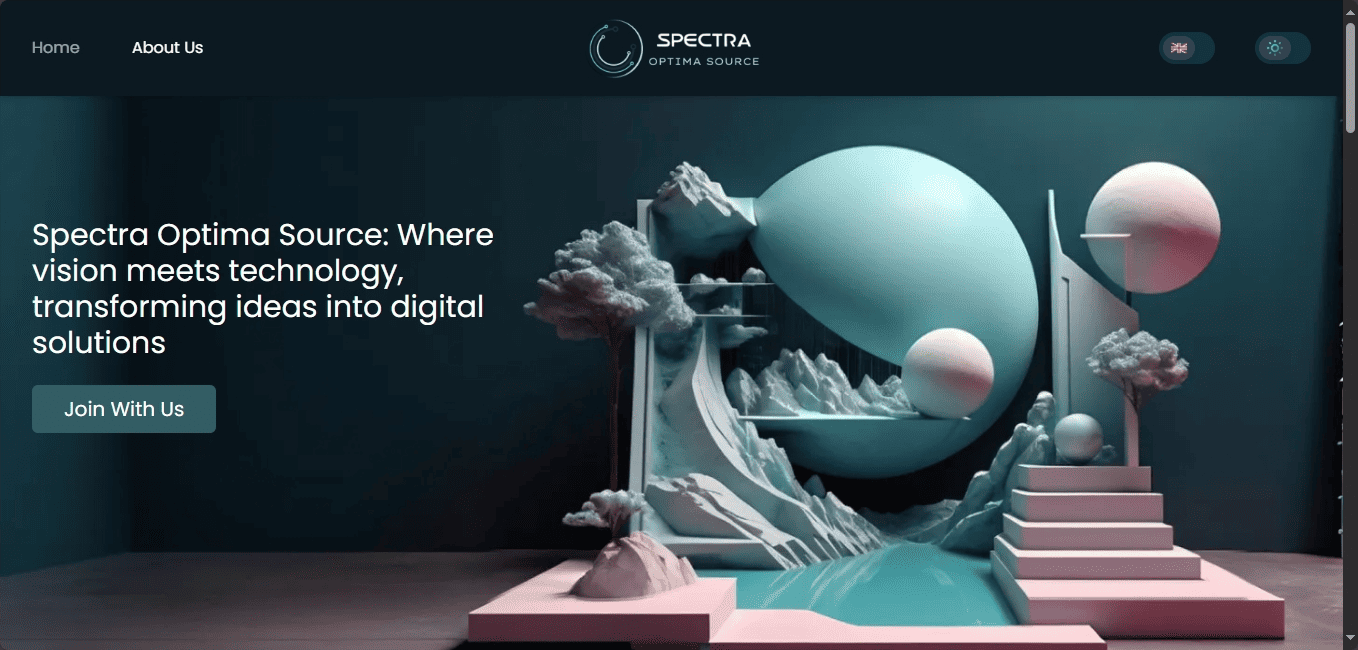 Home
About Us
SPECTRA
OPTIMA SOURCE
Spectra Optima Source: Where
vision meets technology,
transforming ideas into digital
solutions
Join With Us